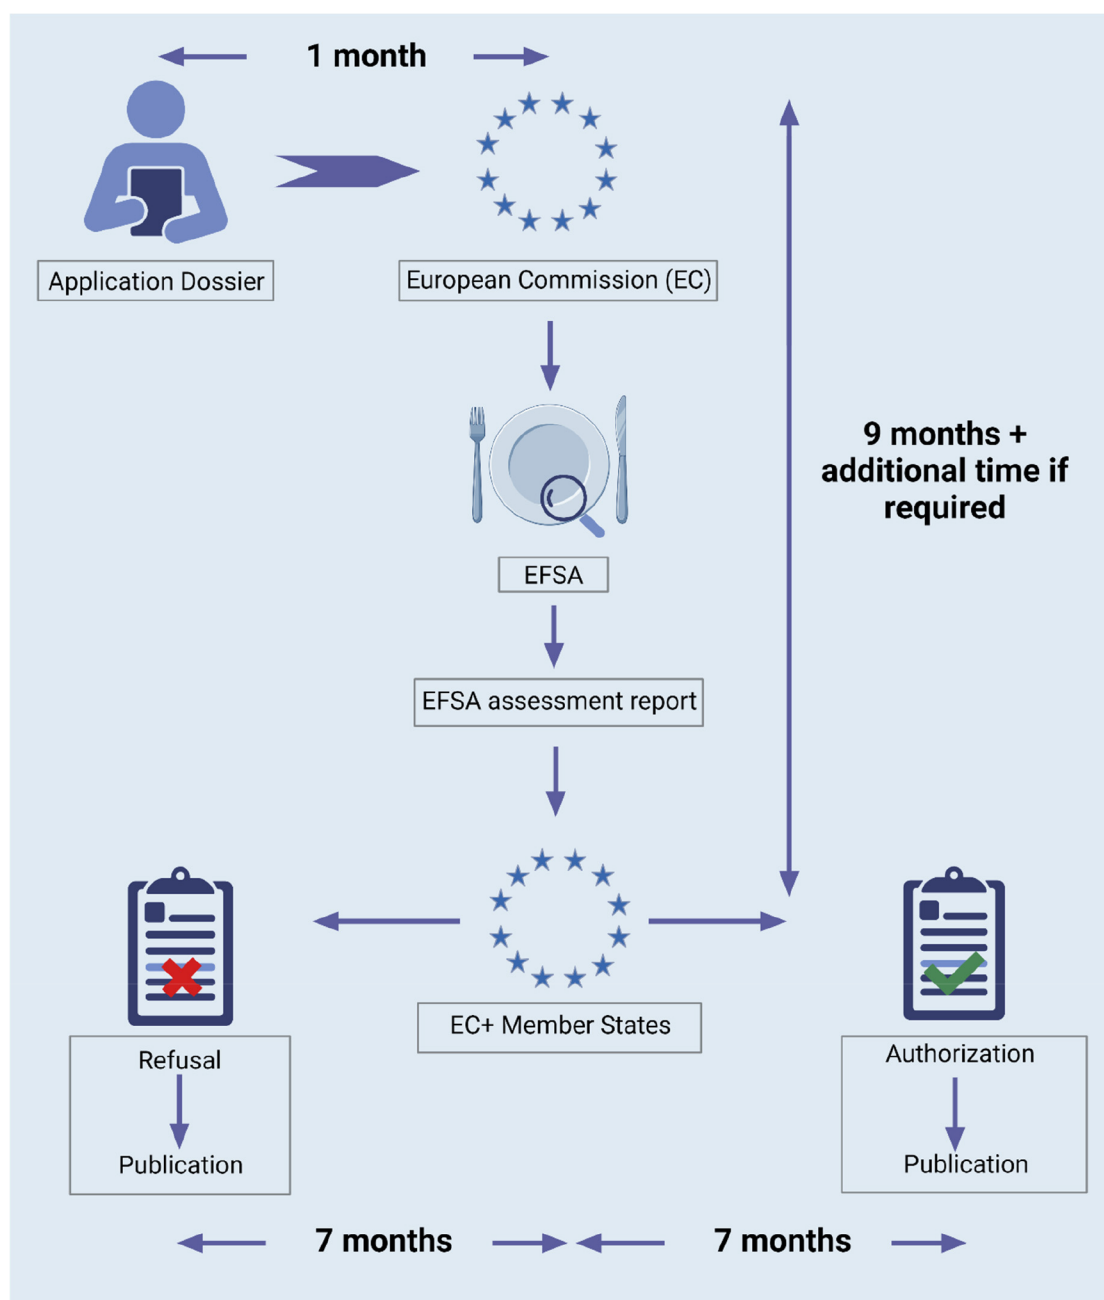 1 month
Application Dossier
European Commission (EC)
9 months +
additional time if
required
EFSA
EFSA assessment report
EC+ Member States
Refusal
Publication
Authorization
Publication
7 months
7 months